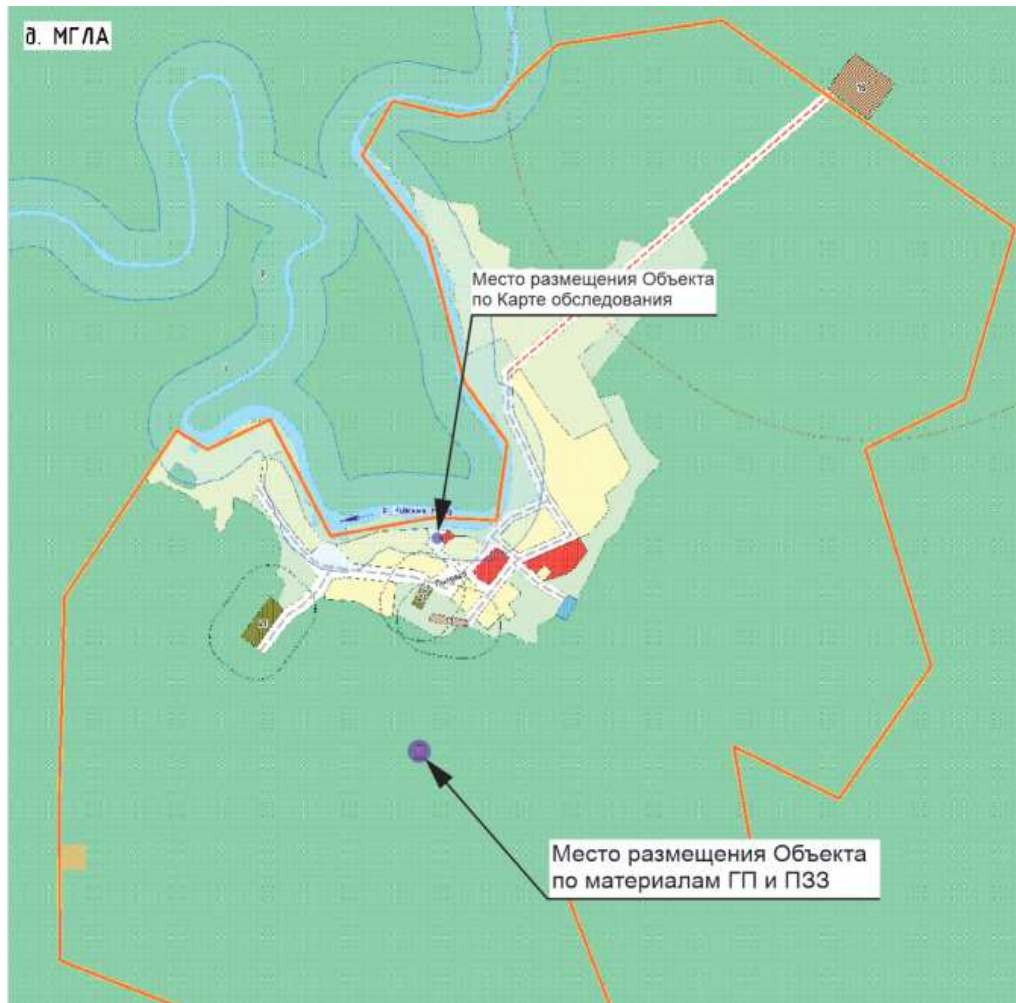 д. МГЛА
Место размещения Объекта
по Карте обследования
Место размещения Объекта
по материалам ГП и ПЗЗ